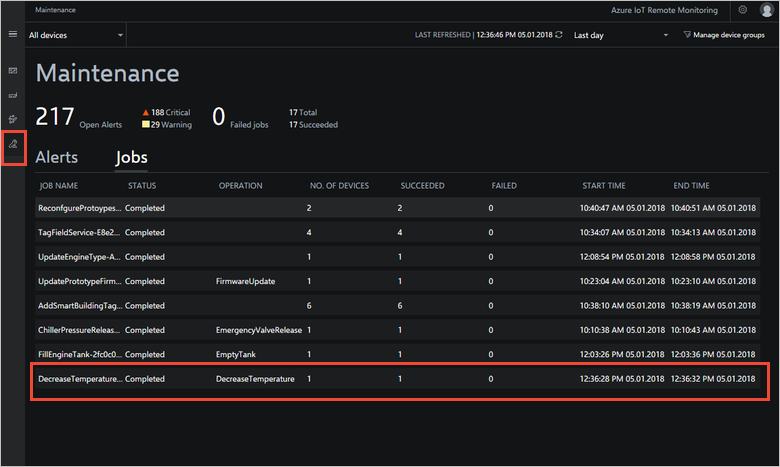 Maintenance
Azure IoT Remote Monitoring
All devices
LAST REFRESHED | 12:36:46 PM 05.01.2018
Last day
Manage device groups
Maintenance
217 Open Alerts
188 Critical
29 Warning
0 Failed jobs
17 Total
17 Succeeded
Alerts Jobs
JOB NAME STATUS OPERATION NO. OF DEVICES SUCCEEDED FAILED START TIME END TIME
ReconfgureProtoypes... Completed 2 2 0 10:40:47 AM 05.01.2018 10:40:51 AM 05.01.2018
TagFieldService-E8e2... Completed 4 4 0 10:34:07 AM 05.01.2018 10:34:13 AM 05.01.2018
UpdateEngineType-A... Completed 1 1 0 12:08:54 PM 05.01.2018 12:08:58 PM 05.01.2018
UpdatePrototypeFirm... Completed FirmwareUpdate 1 1 0 10:23:04 AM 05.01.2018 10:23:10 AM 05.01.2018
AddSmartBuildingTag... Completed 6 6 0 10:38:10 AM 05.01.2018 10:38:19 AM 05.01.2018
ChillerPressureReleas... Completed EmergencyValveRelease 1 1 0 10:10:38 AM 05.01.2018 10:10:43 AM 05.01.2018
FillEngineTank-2fc0c0... Completed EmptyTank 1 1 0 12:03:26 PM 05.01.2018 12:03:36 PM 05.01.2018
DecreaseTemperature... Completed DecreaseTemperature 1 1 0 12:36:28 PM 05.01.2018 12:36:32 PM 05.01.2018